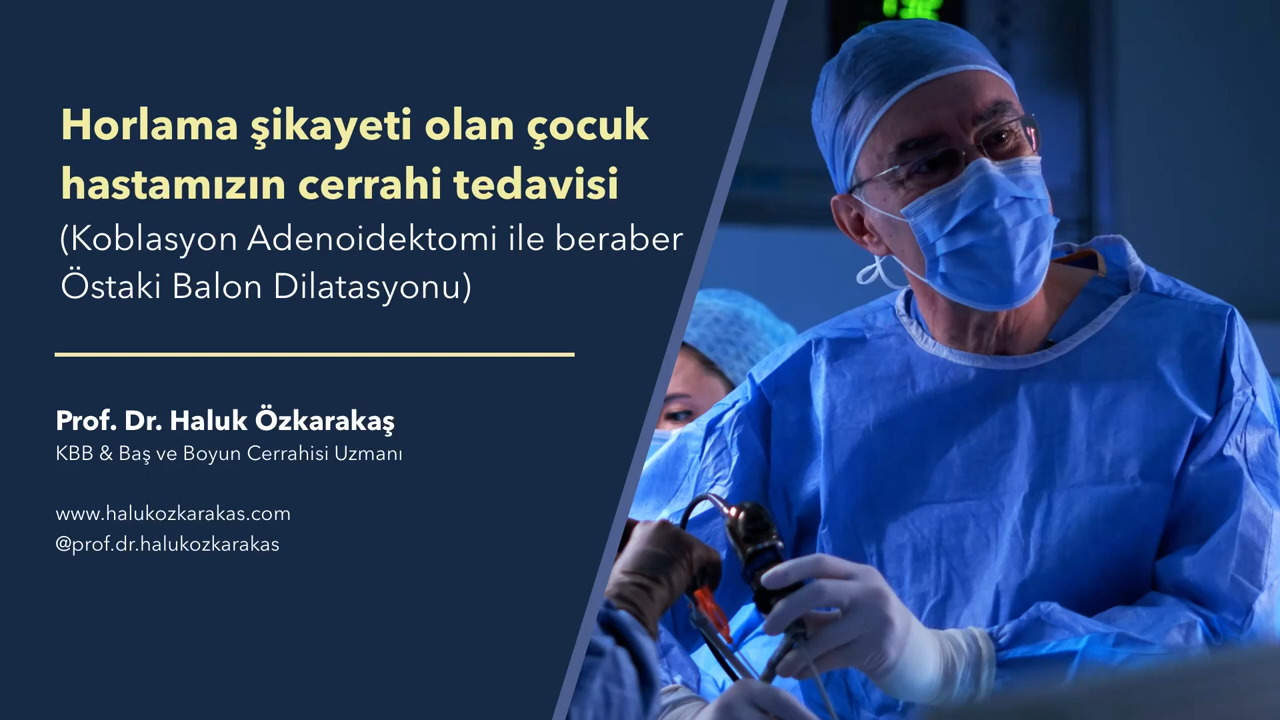 Horlama şikayeti olan çocuk
hastamızın cerrahi tedavisi
(Koblasyon Adenoidektomi ile beraber
Östaki Balon Dilatasyonu)
Prof. Dr. Haluk Özkarakaş
KBB & Baş ve Boyun Cerrahisi Uzmanı
www.halukozkarakas.com
@prof.dr.halukozkarakas